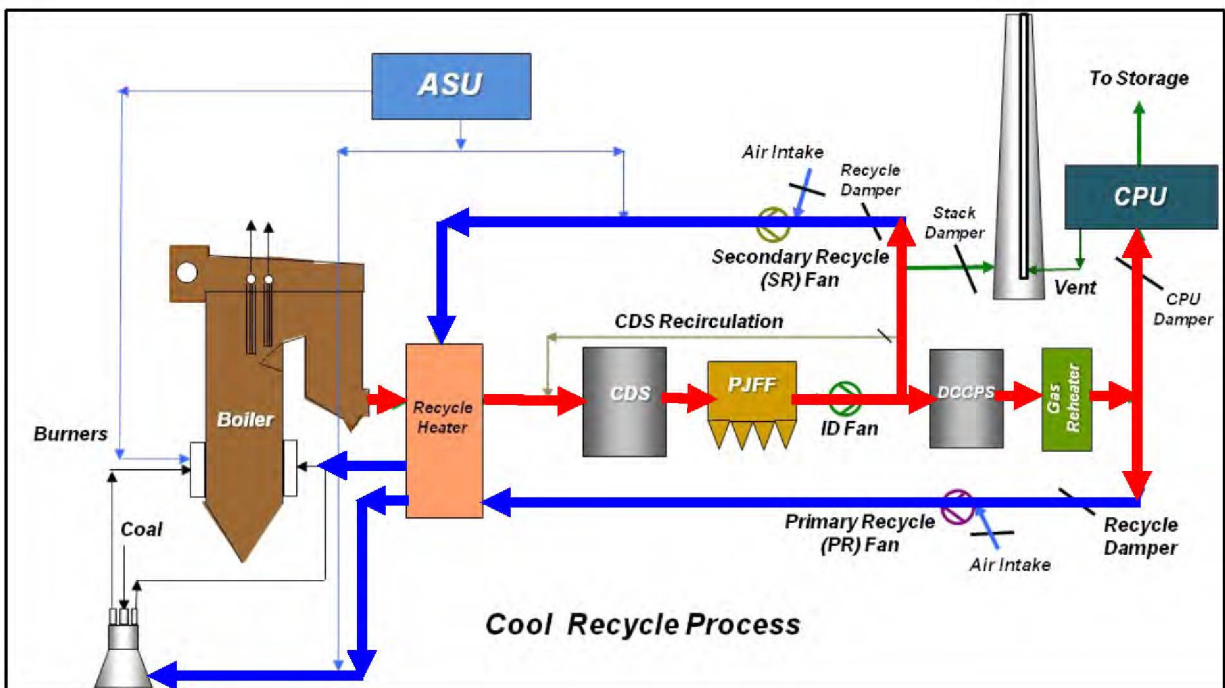 ASU
To Storage
Air Intake
Recycle
Damper
CPU
Stack
Damper
Secondary Recycle
(SR) Fan
Vent
CPU
Damper
CDS Recirculation
Recycle
Heater
CDS
PJFF
DCCPS
Gas
Reheater
Boiler
Burners
ID Fan
Coal
Primary Recycle
(PR) Fan
Recycle
Damper
Air Intake
Cool Recycle Process